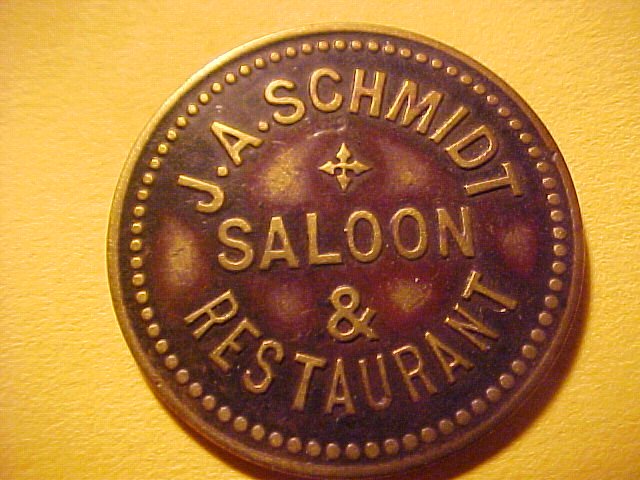 J.A.SCHMIDT
SALOON
&
RESTAURANT